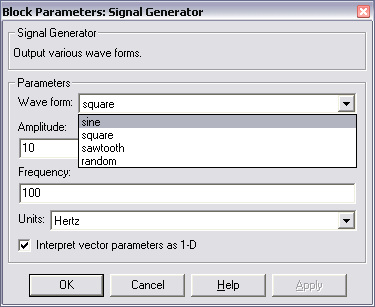 Block Parameters: Signal Generator
Signal Generator
Output various wave forms.
Parameters
Wave form: square
sine
square
sawtooth
random
Amplitude:
10
Frequency:
100
Units: Hertz
Interpret vector parameters as 1-D
OK Cancel Help Apply